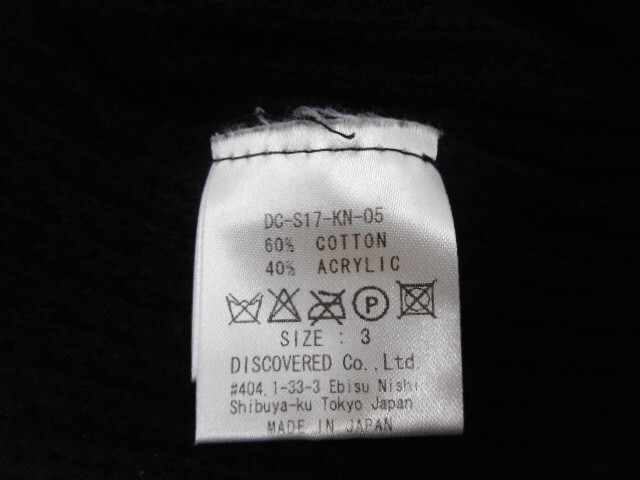 DC-S17-KN-05
60% COTTON
40% ACRYLIC
P
SIZE : 3
DISCOVERED Co., Ltd.
#404.1-33-3 Ebisu Nishi
Shibuya-ku Tokyo Japan
MADE IN JAPAN